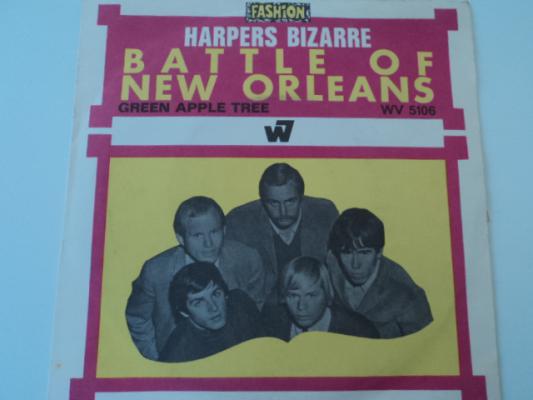 FASHION
HARPERS BIZARRE
BATTLE OF
NEW ORLEANS
GREEN APPLE TREE WV 5106
W7